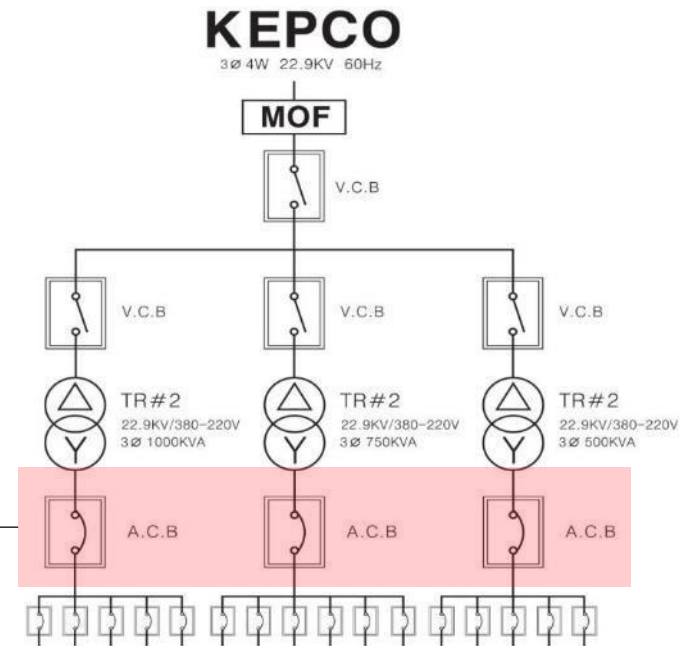 KEPCO
3Ø 4W 22.9KV 60Hz
MOF
V.C.B
V.C.B
V.C.B
V.C.B
TR#2
22.9KV/380-220V
3Ø 1000KVA
TR#2
22.9KV/380-220V
3Ø 750KVA
TR#2
22.9KV/380-220V
3Ø 500KVA
A.C.B
A.C.B
A.C.B